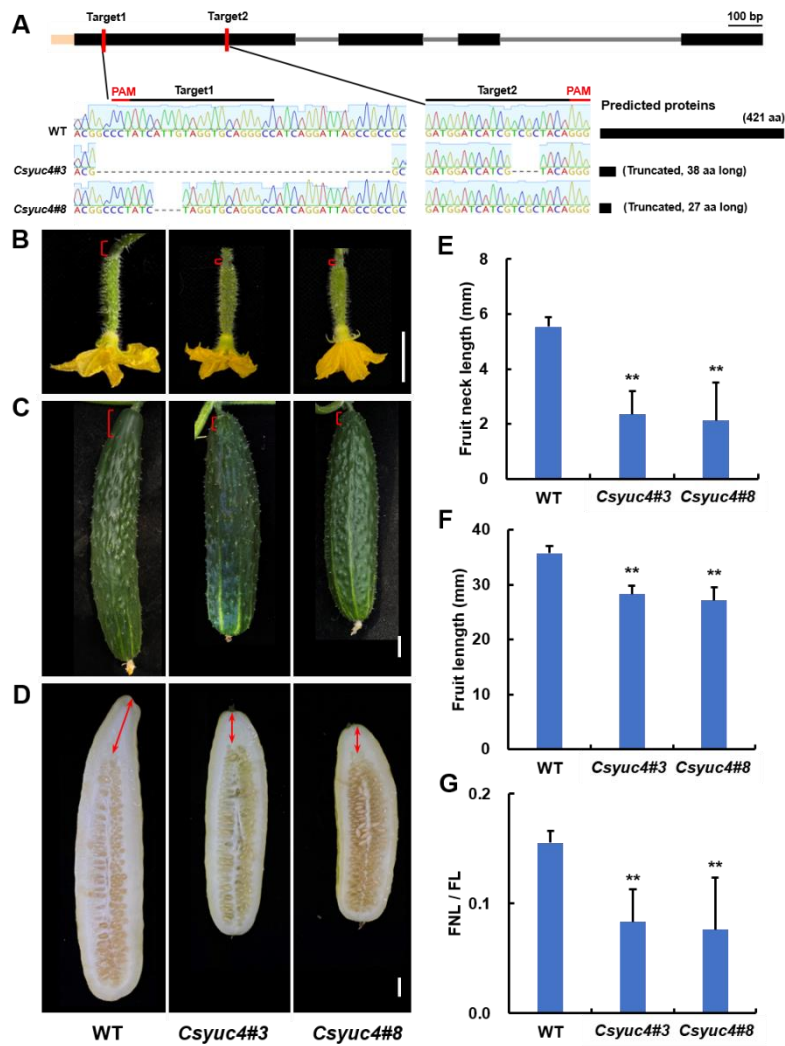 A
Target1 Target2 100 bp
PAM Target1 Target2 PAM
Predicted proteins
(421 aa)
WT
ACGGCCCTATCATTGTAGGTGCAGGGCCATCAGGATTAGCCGCCGC GATGGATCATCGTCGCTACAGGG
Csyuc4#3 (Truncated, 38 aa long)
ACG GC GATGGATCATCG TACAGGG
Csyuc4#8 (Truncated, 27 aa long)
ACGGCCCTATC TAGGTGCAGGGCCATCAGGATTAGCCGCCGC GATGGATCATCGTCGCTACAGGG
B
C
D
WT Csyuc4#3 Csyuc4#8
E
Fruit neck length (mm)
8
6
4
2
0
** **
WT Csyuc4#3 Csyuc4#8
F
Fruit lenngth (mm)
40
30
20
10
0
** **
WT Csyuc4#3 Csyuc4#8
G
FNL / FL
0.2
0.1
0.0
** **
WT Csyuc4#3 Csyuc4#8